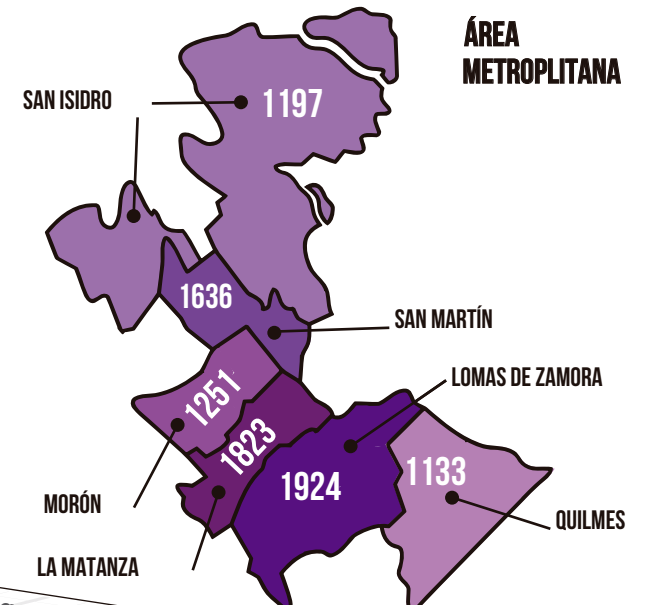 ÁREA
METROPLITANA
SAN ISIDRO
1197
1636
SAN MARTÍN
LOMAS DE ZAMORA
1251
1823
1924
1133
MORÓN
QUILMES
LA MATANZA